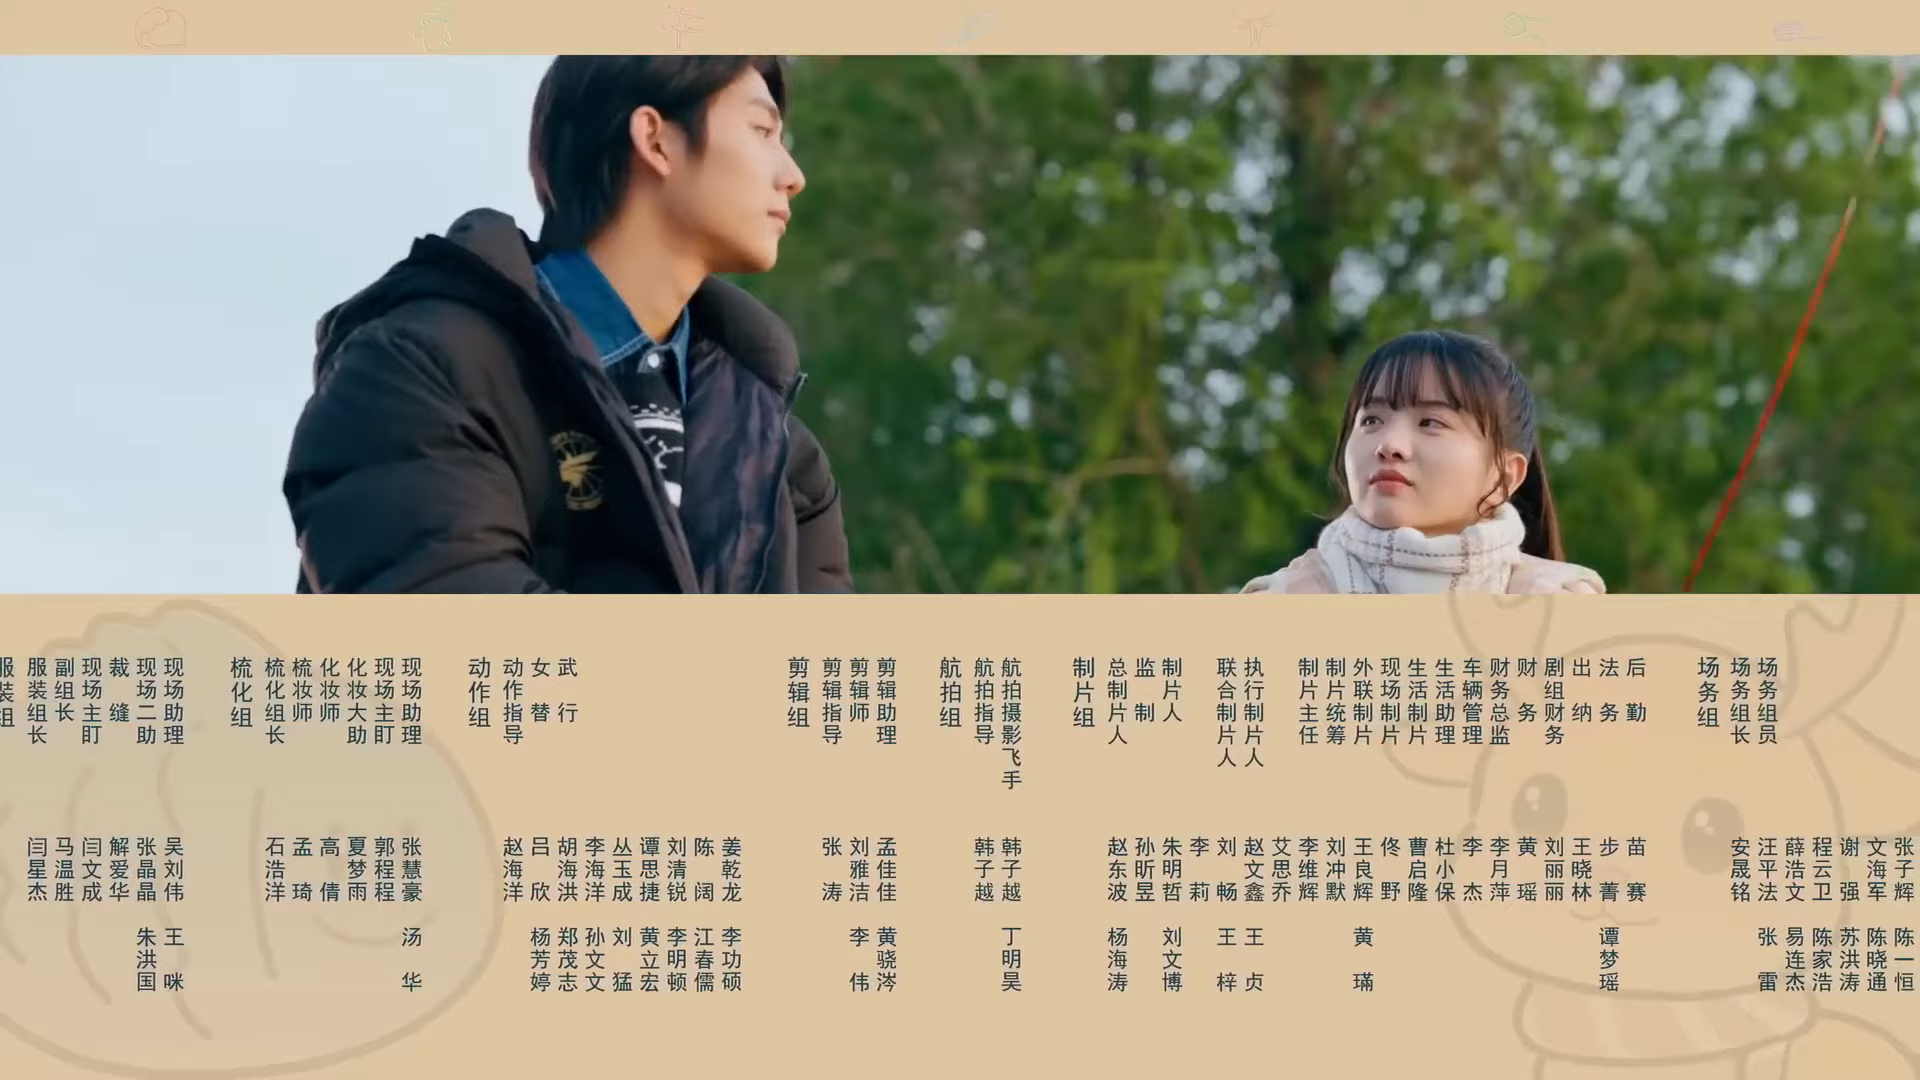 服装组
服装组长
闫星杰
副组长
马温胜
现场主盯
闫文成
裁缝
解爱华
现场二助
张晶晶
朱洪国
现场助理
吴刘伟
王咪
梳化组
梳化组长
石浩洋
梳妆师
孟琦
化妆师
高倩
化妆大助
夏梦雨
现场主盯
郭程程
现场助理
张慧豪
汤华
动作组
动作指导
赵海洋
女替
吕欣
杨芳婷
武行
胡海洪
郑茂志
李海洋
孙文文
丛玉成
刘猛
谭思捷
黄立宏
刘清锐
李明顿
陈阔
江春儒
姜乾龙
李功硕
剪辑组
剪辑指导
张涛
剪辑师
刘雅洁
李伟
剪辑助理
孟佳佳
黄骁涔
航拍组
航拍指导
韩子越
航拍摄影飞手
韩子越
丁明昊
制片组
总制片人
赵东波
杨海涛
监制
孙昕昱
制片人
朱明哲
刘文博
李莉
联合制片人
刘畅
王梓
执行制片人
赵文鑫
王贞
艾思乔
制片主任
李维辉
制片统筹
刘冲默
外联制片
王良辉
黄璊
现场制片
佟野
生活制片
曹启隆
生活助理
杜小保
车辆管理
李杰
财务总监
李月萍
财务
黄瑶
剧组财务
刘丽丽
出纳
王晓林
法务
步菁
谭梦瑶
后勤
苗赛
场务组
场务组长
安晟铭
场务组员
汪平法
张雷
薛浩文
易连杰
程云卫
陈家浩
谢强
苏洪涛
文海军
陈晓通
张子辉
陈一恒